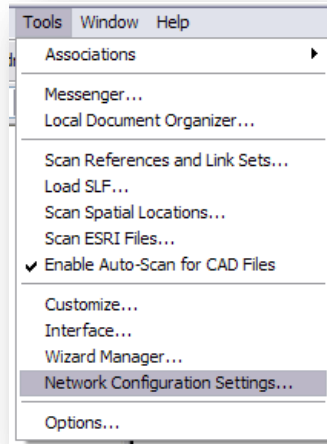 Tools Window Help
Associations
Messenger...
Local Document Organizer...
Scan References and Link Sets...
Load SLF...
Scan Spatial Locations...
Scan ESRI Files...
Enable Auto-Scan for CAD Files
Customize...
Interface...
Wizard Manager...
Network Configuration Settings...
Options...